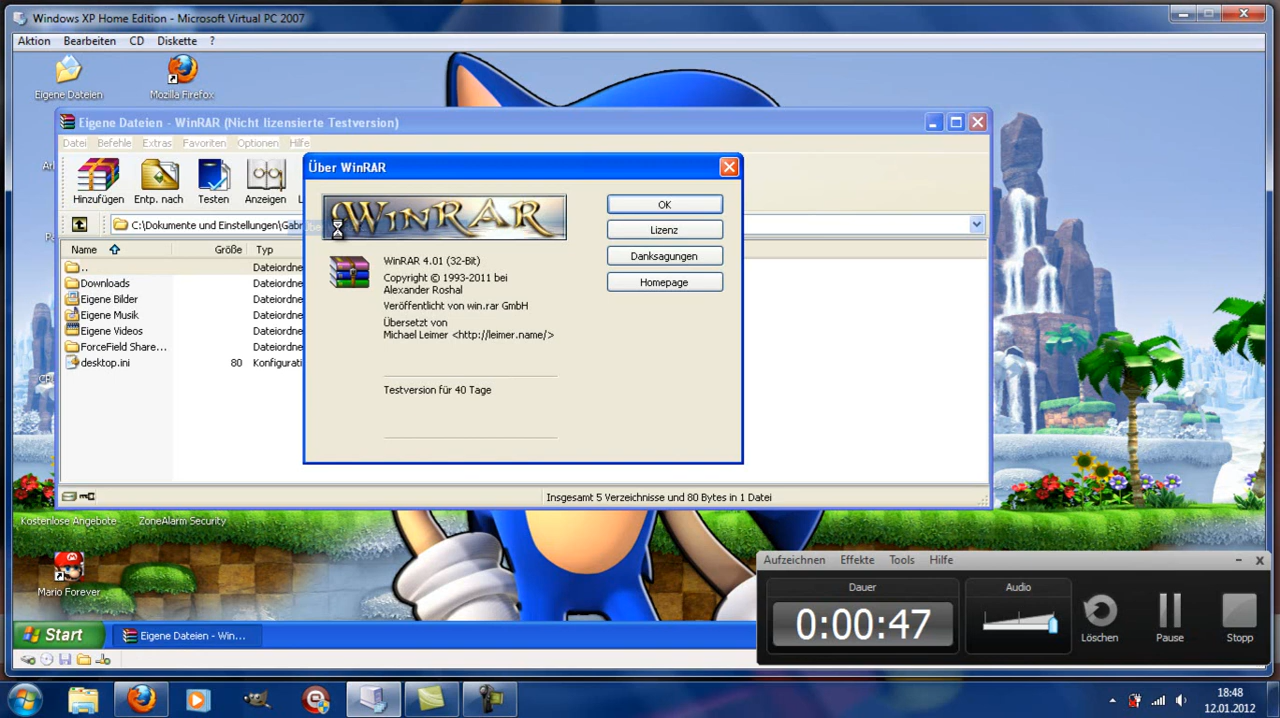 Windows XP Home Edition - Microsoft Virtual PC 2007
Aktion Bearbeiten CD Diskette ?
Eigene Dateien
Mozilla Firefox
Eigene Dateien - WinRAR (Nicht lizensierte Testversion)
Datei Befehle Extras Favoriten Optionen Hilfe
Hinzufügen Entp. nach Testen Anzeigen
C:\Dokumente und Einstellungen\Gab
Name Größe Typ
.. Dateiordne
Downloads Dateiordne
Eigene Bilder Dateiordne
Eigene Musik Dateiordne
Eigene Videos Dateiordne
ForceField Share... Dateiordne
desktop.ini 80 Konfigurati
Insgesamt 5 Verzeichnisse und 80 Bytes in 1 Datei
Über WinRAR
WinRAR
WinRAR 4.01 (32-Bit)
Copyright © 1993-2011 bei
Alexander Roshal
Veröffentlicht von win.rar GmbH
Übersetzt von
Michael Leimer <http://leimer.name/>
Testversion für 40 Tage
OK
Lizenz
Danksagungen
Homepage
Kostenlose Angebote
ZoneAlarm Security
Mario Forever
Start
Eigene Dateien - Win...
Aufzeichnen Effekte Tools Hilfe
Dauer
0:00:47
Audio
Löschen
Pause
Stopp
18:48
12.01.2012